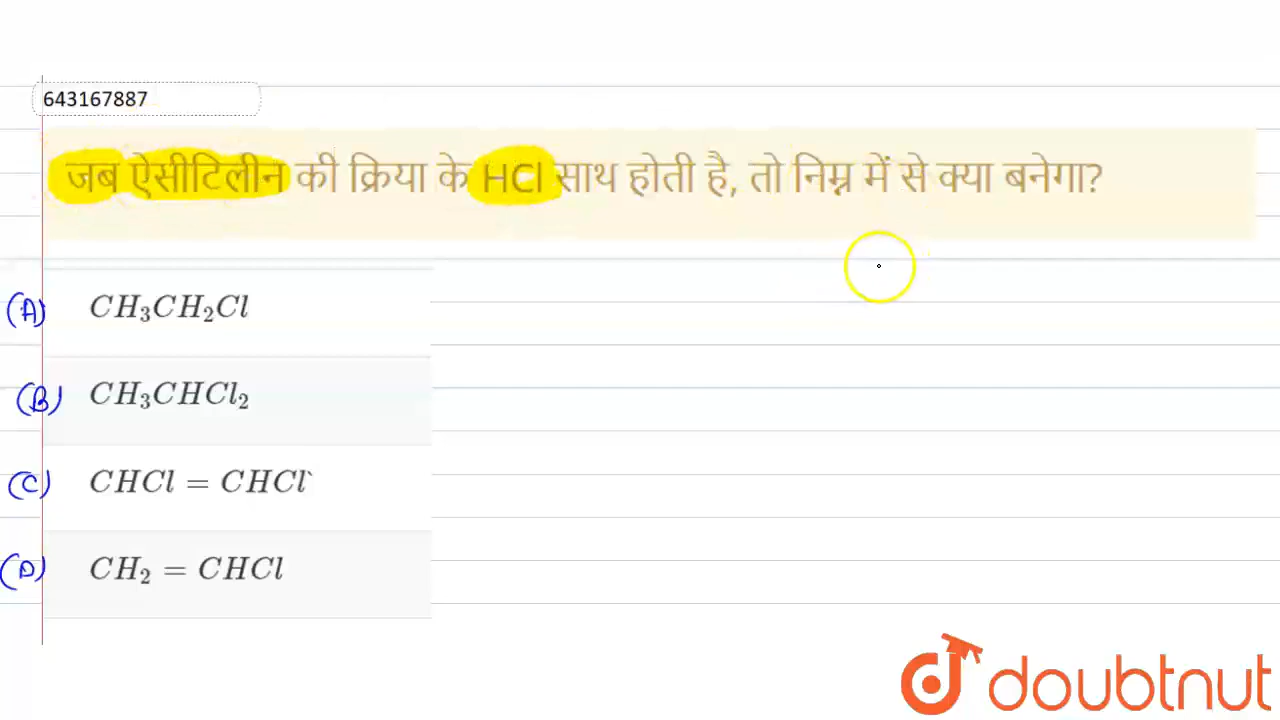 643167887
जब ऐसीटिलीन की क्रिया के HCl साथ होती है, तो निम्न में से क्या बनेगा?
(A) CH₃CH₂Cl
(B) CH₃CHCl₂
(C) CHCl = CHCl`
(D) CH₂ = CHCl
doubtnut